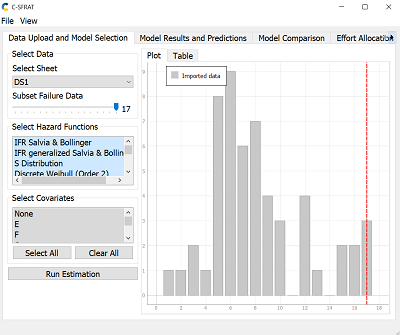 C-SFRAT
File View
Data Upload and Model Selection Model Results and Predictions Model Comparison Effort Allocation
Select Data
Select Sheet
DS1
Subset Failure Data
17
Select Hazard Functions
IFR Salvia & Bollinger
IFR generalized Salvia & Bollin
S Distribution
Discrete Weibull (Order 2)
Select Covariates
None
E
F
Select All Clear All
Run Estimation
Plot Table
Imported data
9
8
7
6
5
4
3
2
1
0
0 2 4 6 8 10 12 14 16 18